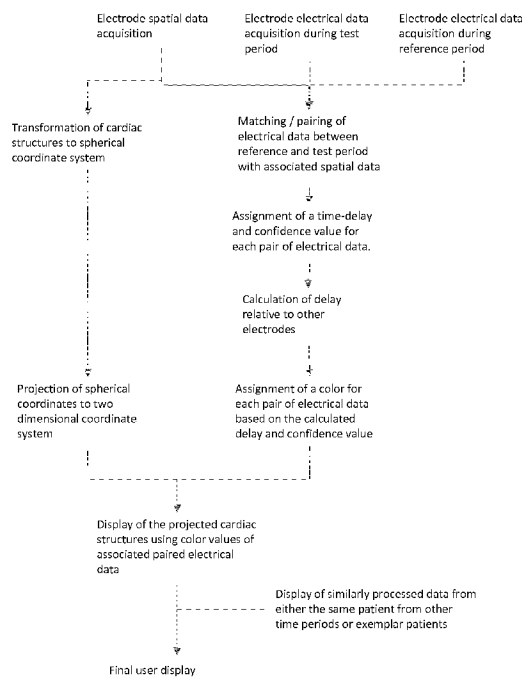 Electrode spatial data
acquisition
Electrode electrical data
acquisition during test
period
Electrode electrical data
acquisition during
reference period
Transformation of cardiac
structures to spherical
coordinate system
Matching / pairing of
electrical data between
reference and test period
with associated spatial data
Assignment of a time-delay
and confidence value for
each pair of electrical data.
Calculation of delay
relative to other
electrodes
Projection of spherical
coordinates to two
dimensional coordinate
system
Assignment of a color for
each pair of electrical data
based on the calculated
delay and confidence value
Display of the projected cardiac
structures using color values of
associated paired electrical
data
Display of similarly processed data from
either the same patient from other
time periods or exemplar patients
Final user display